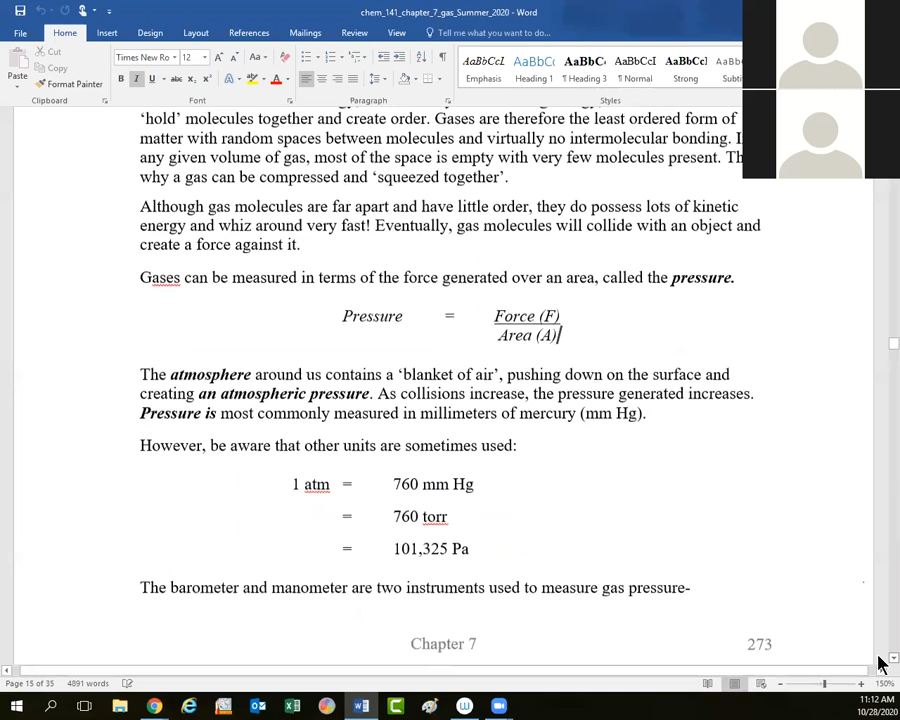 chem_141_chapter_7_gas_Summer_2020 - Word
File Home Insert Design Layout References Mailings Review View Tell me what you want to do...
Paste
Cut
Copy
Format Painter
Clipboard
Times New Ro 12
B I U abc X₂ X²
Font
Paragraph
AaBbCcI AaBbCc AaBbCc AaBbCcI AaBbCcI
Emphasis Heading 1 ¶ Heading 3 ¶ Normal Strong
Styles
‘hold’ molecules together and create order. Gases are therefore the least ordered form of
matter with random spaces between molecules and virtually no intermolecular bonding.
any given volume of gas, most of the space is empty with very few molecules present.
why a gas can be compressed and ‘squeezed together’.
Although gas molecules are far apart and have little order, they do possess lots of kinetic
energy and whiz around very fast! Eventually, gas molecules will collide with an object and
create a force against it.
Gases can be measured in terms of the force generated over an area, called the pressure.
Pressure = Force (F)
Area (A)
The atmosphere around us contains a ‘blanket of air’, pushing down on the surface and
creating an atmospheric pressure. As collisions increase, the pressure generated increases.
Pressure is most commonly measured in millimeters of mercury (mm Hg).
However, be aware that other units are sometimes used:
1 atm = 760 mm Hg
= 760 torr
= 101,325 Pa
The barometer and manometer are two instruments used to measure gas pressure-
Chapter 7 273
Page 15 of 35 4891 words 150%
11:12 AM
10/28/2020